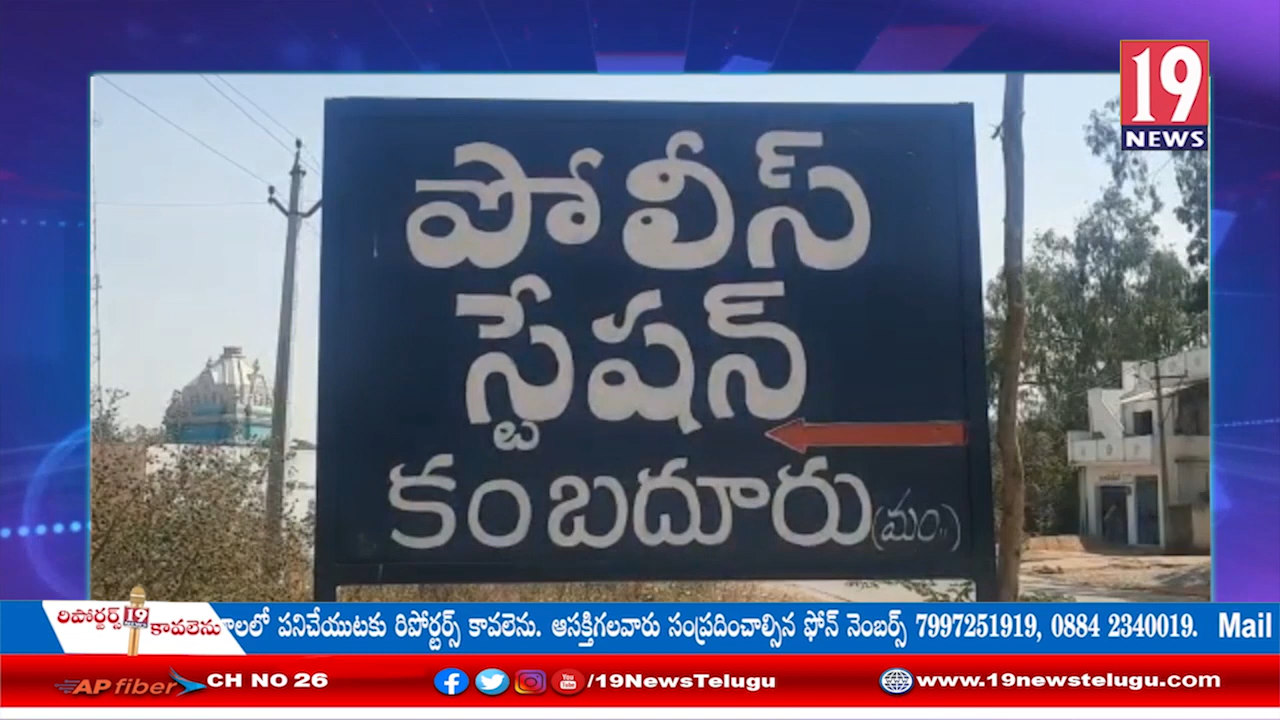 19
NEWS
పోలీస్
స్టేషన్
కంబదూరు (మం..)
రిపోర్టర్స్ 19 కావలెను
లలో పనిచేయుటకు రిపోర్టర్స్ కావలెను. ఆసక్తిగలవారు సంప్రదించాల్సిన ఫోన్ నెంబర్స్ 7997251919, 0884 2340019. Mail
AP fiber CH NO 26
/19NewsTelugu
www.19newstelugu.com